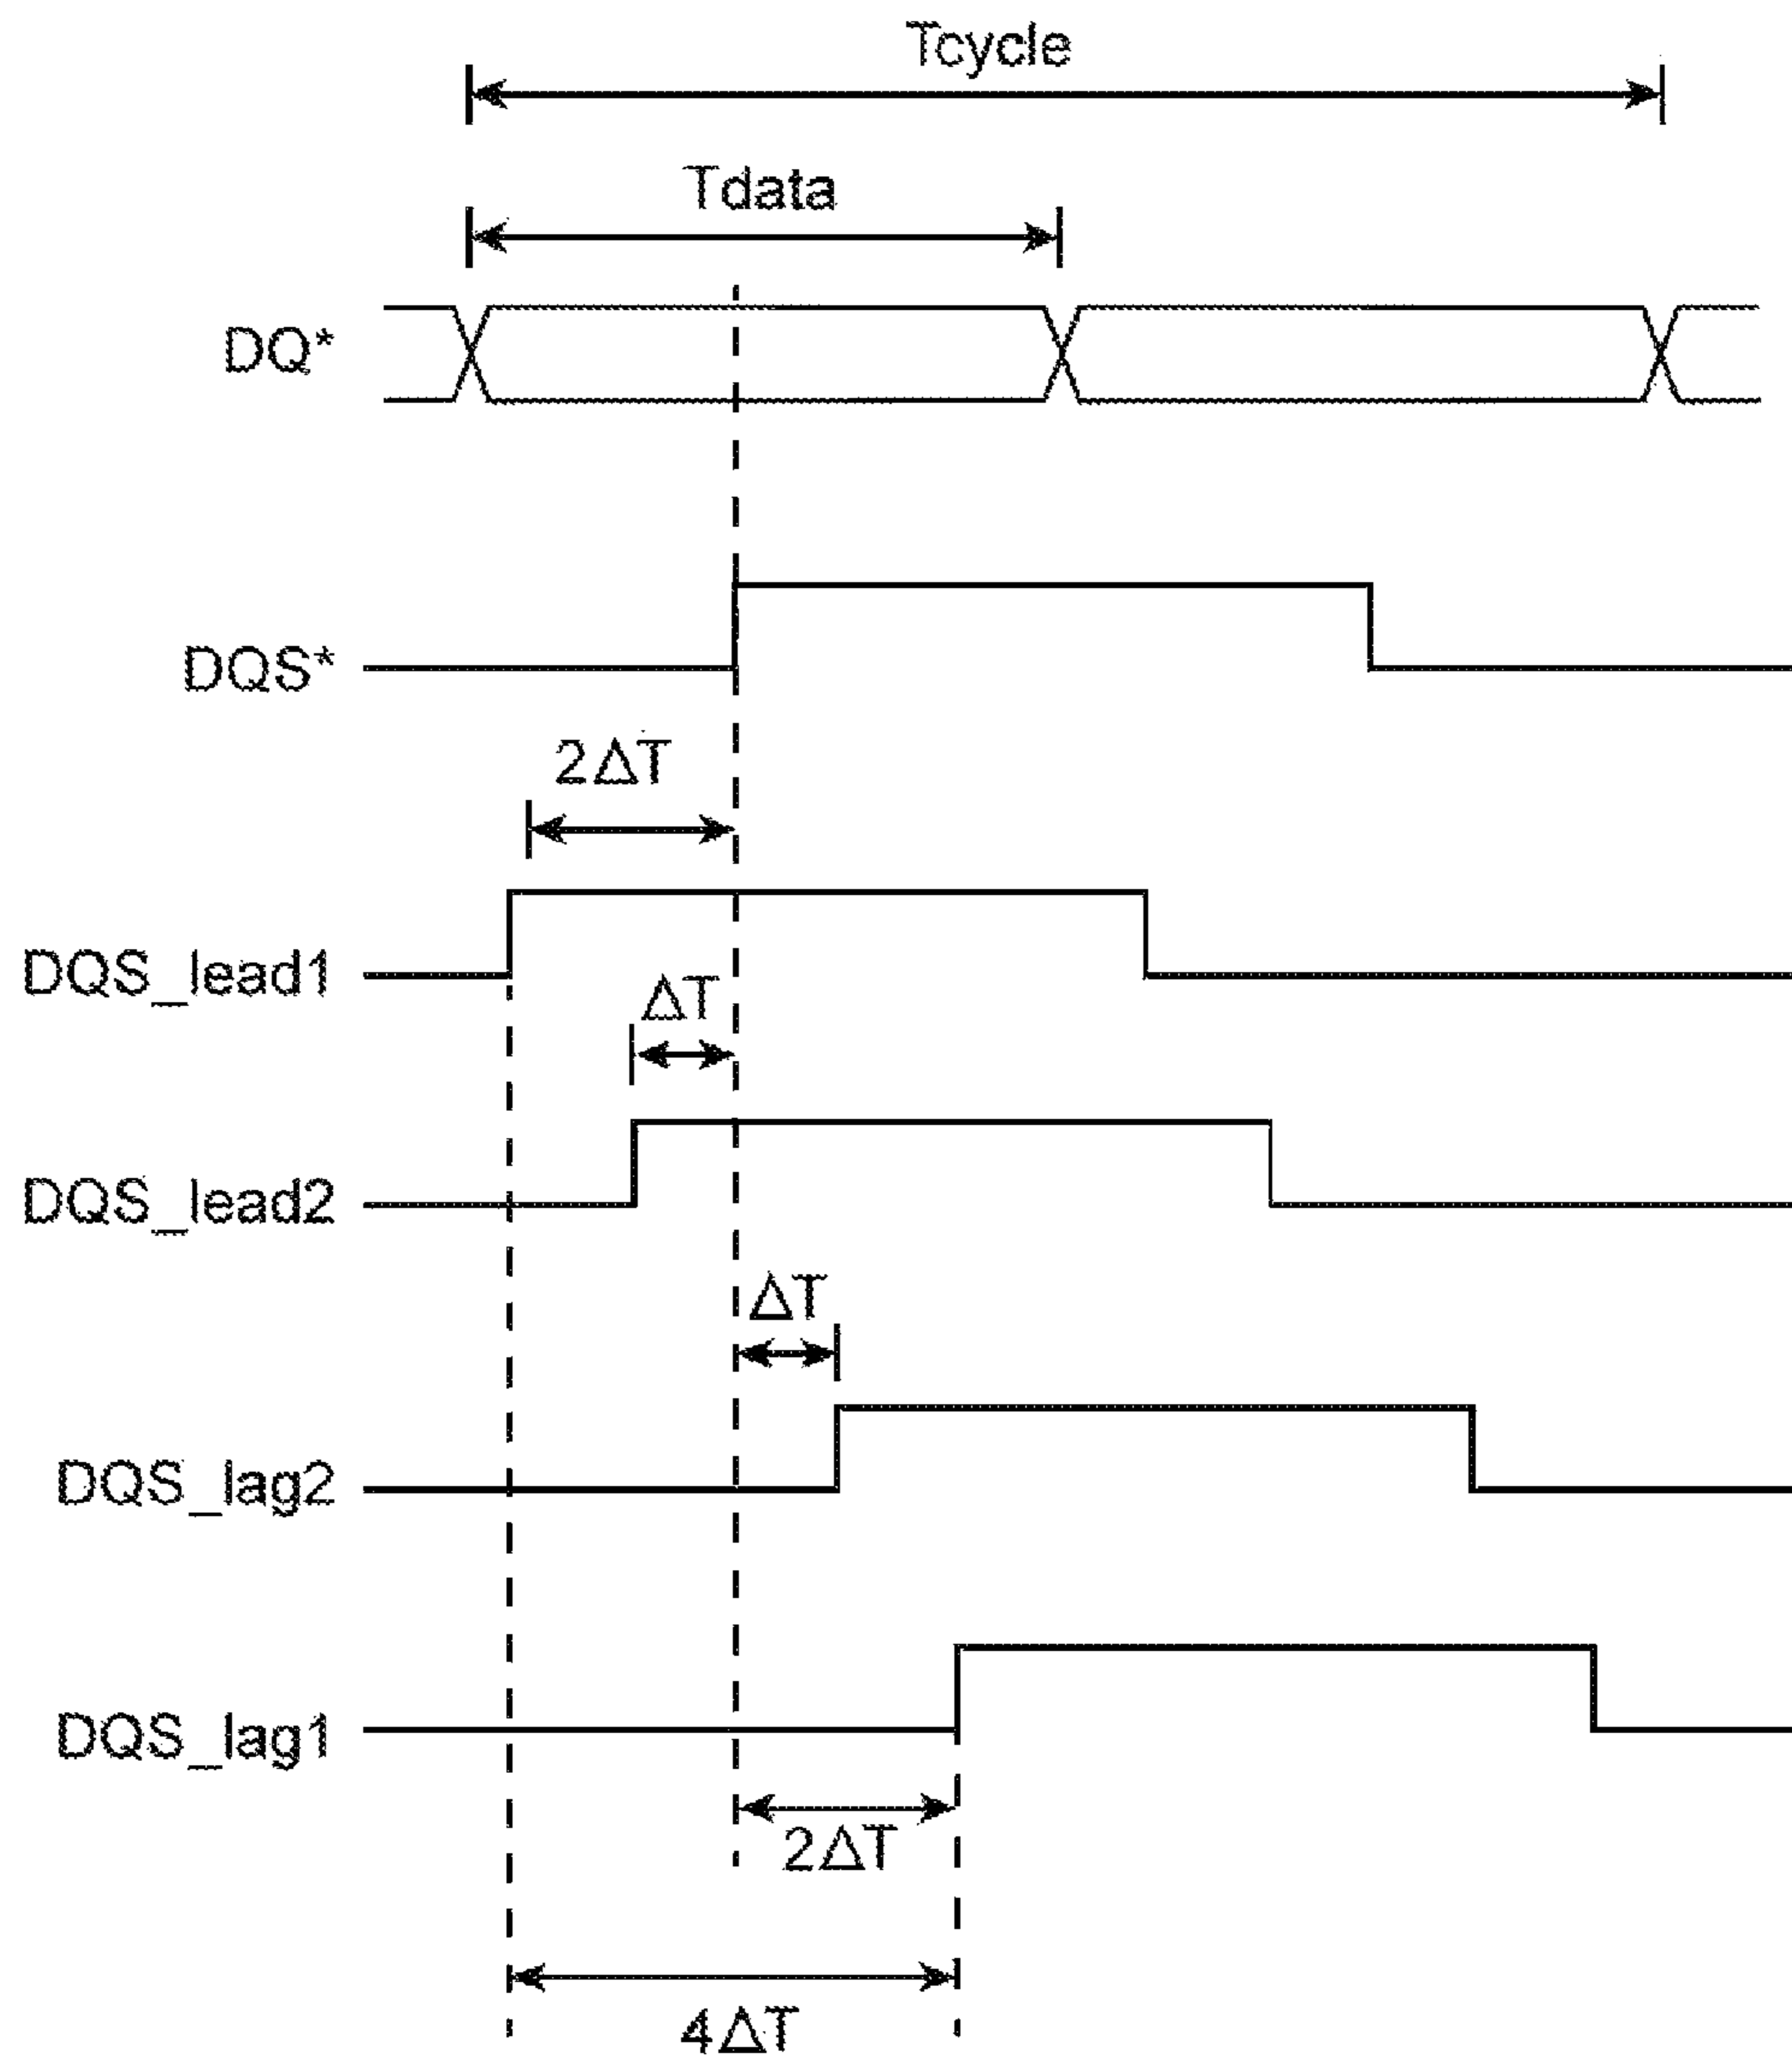 Tcycle
Tdata
DQ*
DQS*
2ΔT
DQS_lead1
ΔT
DQS_lead2
ΔT
DQS_lag2
DQS_lag1
2ΔT
4ΔT